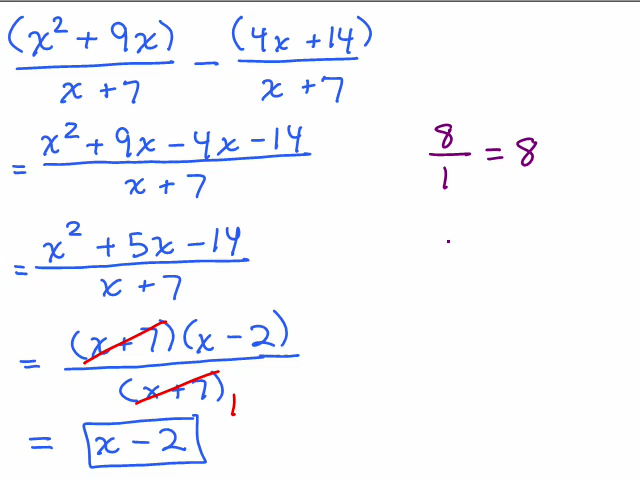 (x² + 9x)/(x + 7) − (4x + 14)/(x + 7)
= (x² + 9x − 4x − 14)/(x + 7)
8/1 = 8
= (x² + 5x − 14)/(x + 7)
= (x + 7)(x − 2)/(x + 7) 1
= x − 2